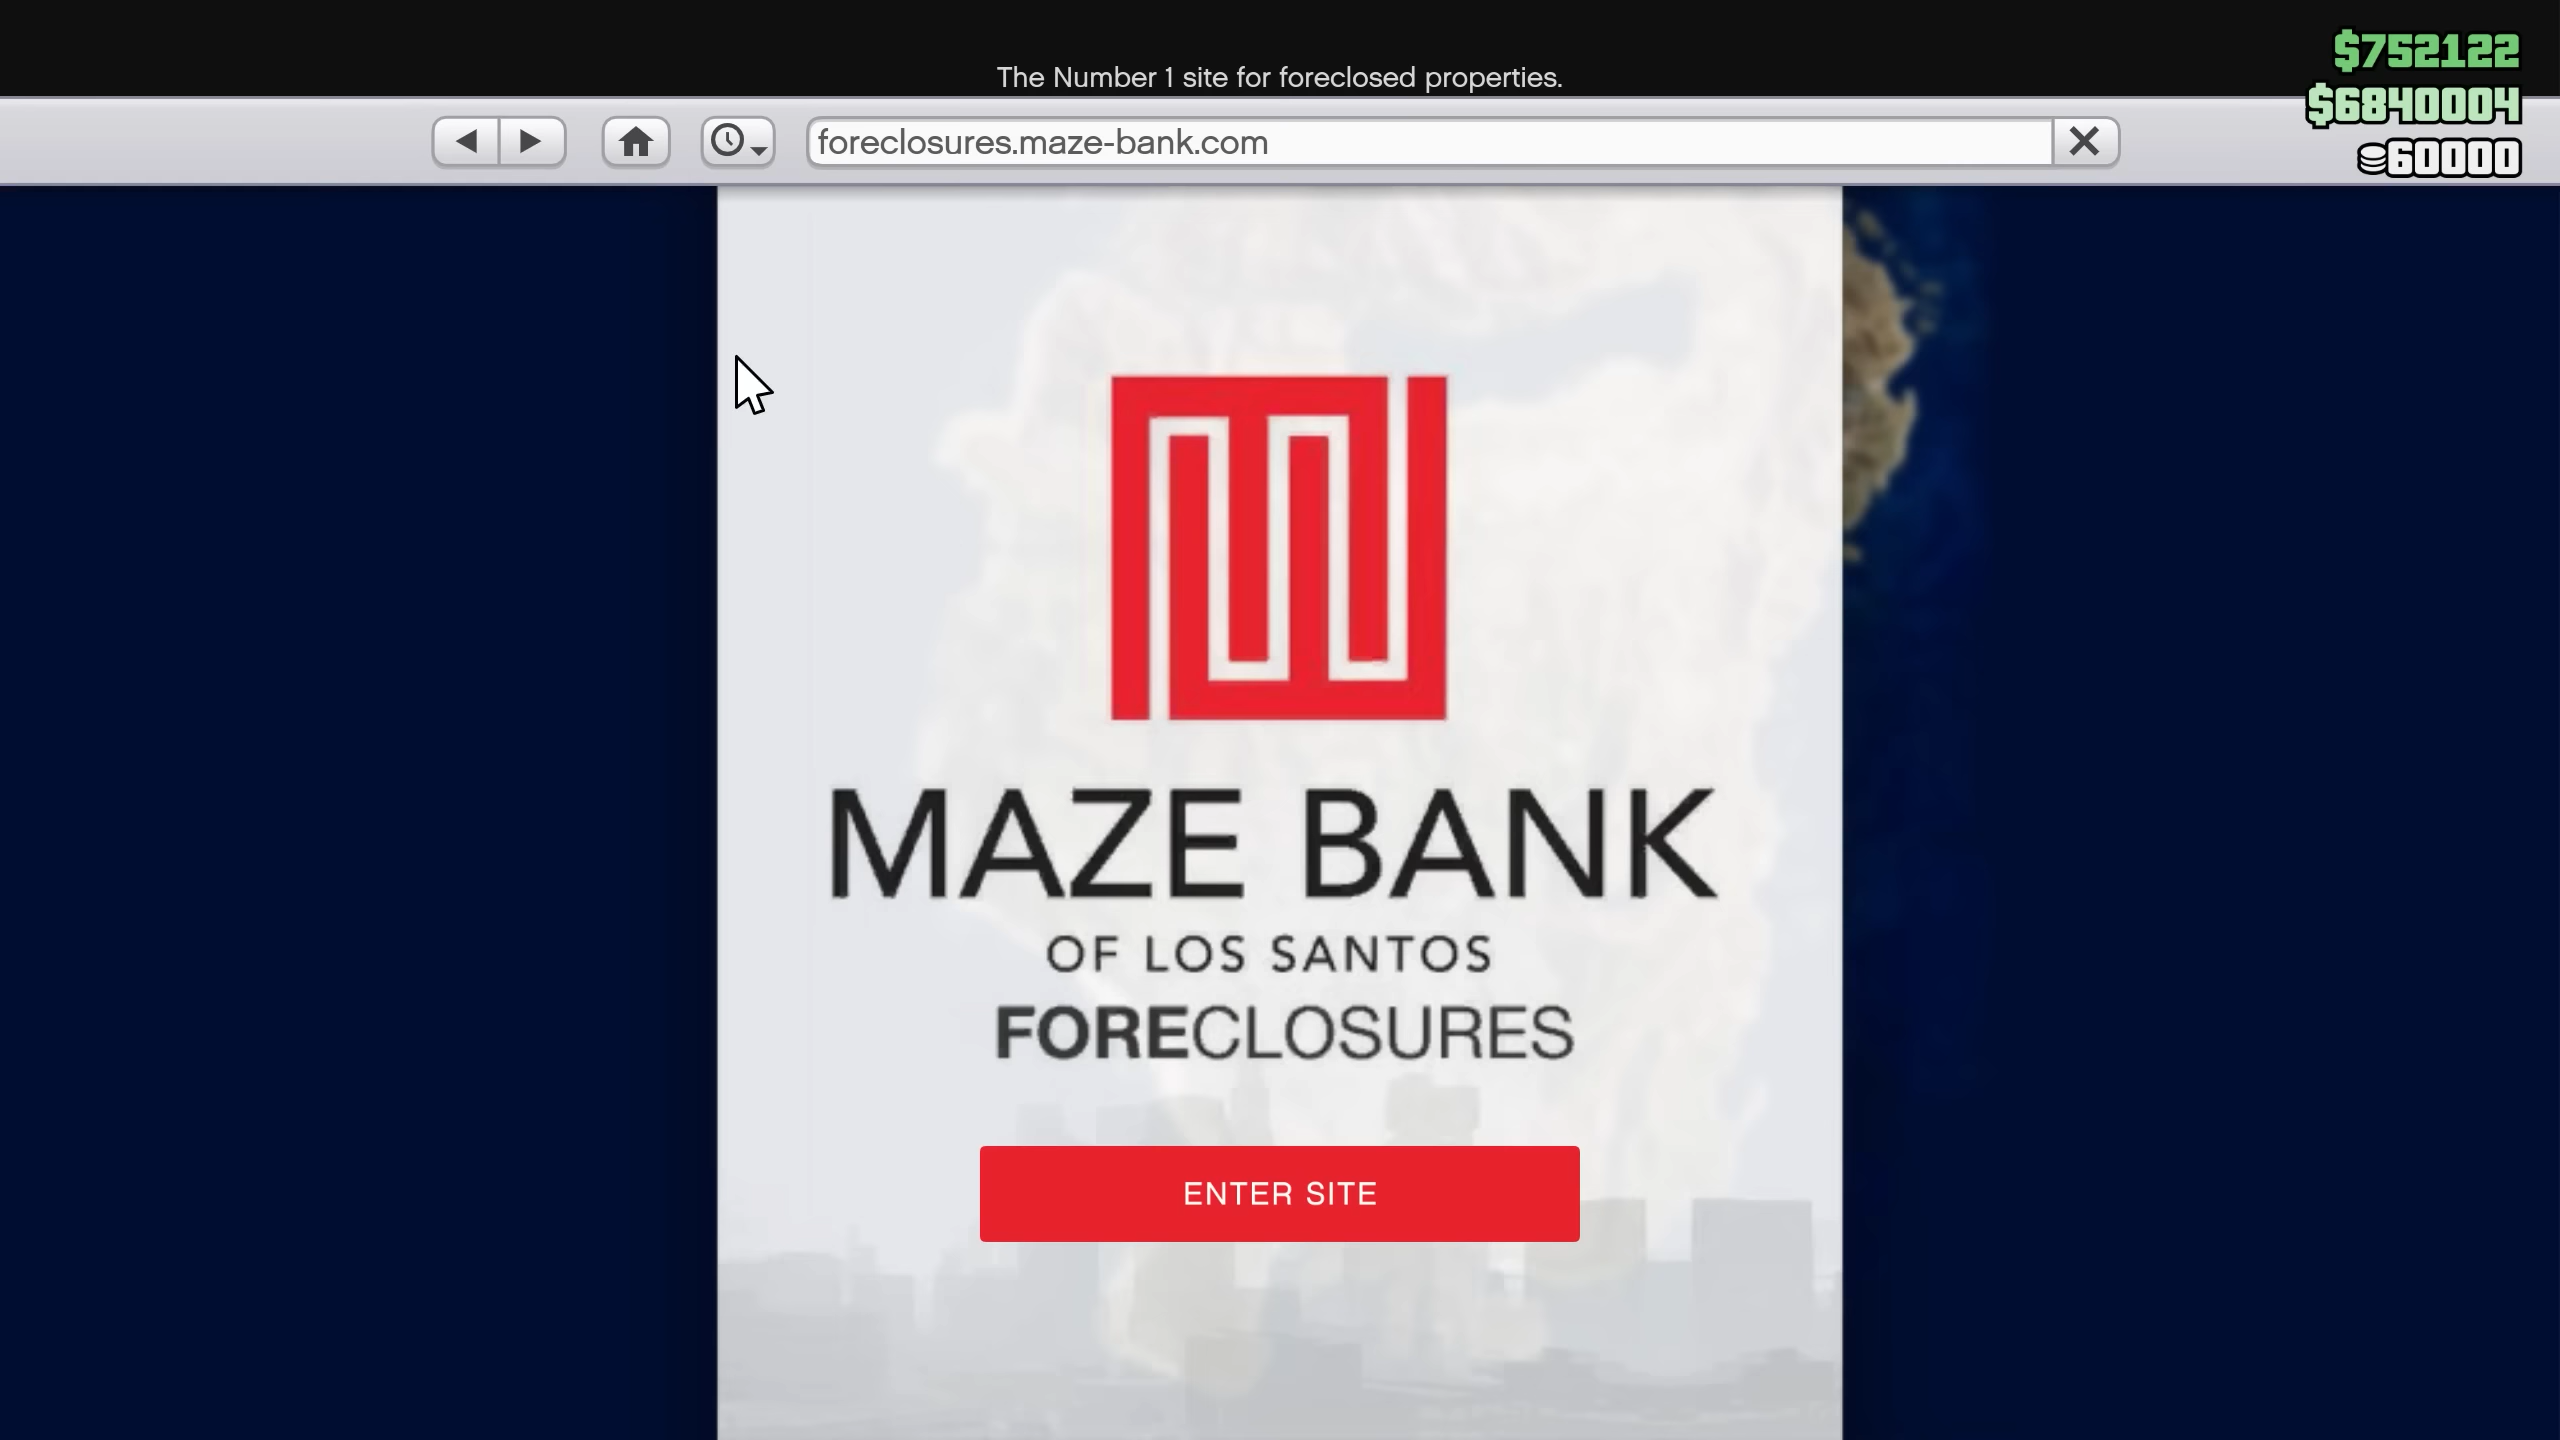 The Number 1 site for foreclosed properties.
$752122
$6840004
60000
foreclosures.maze-bank.com
MAZE BANK
OF LOS SANTOS
FORECLOSURES
ENTER SITE